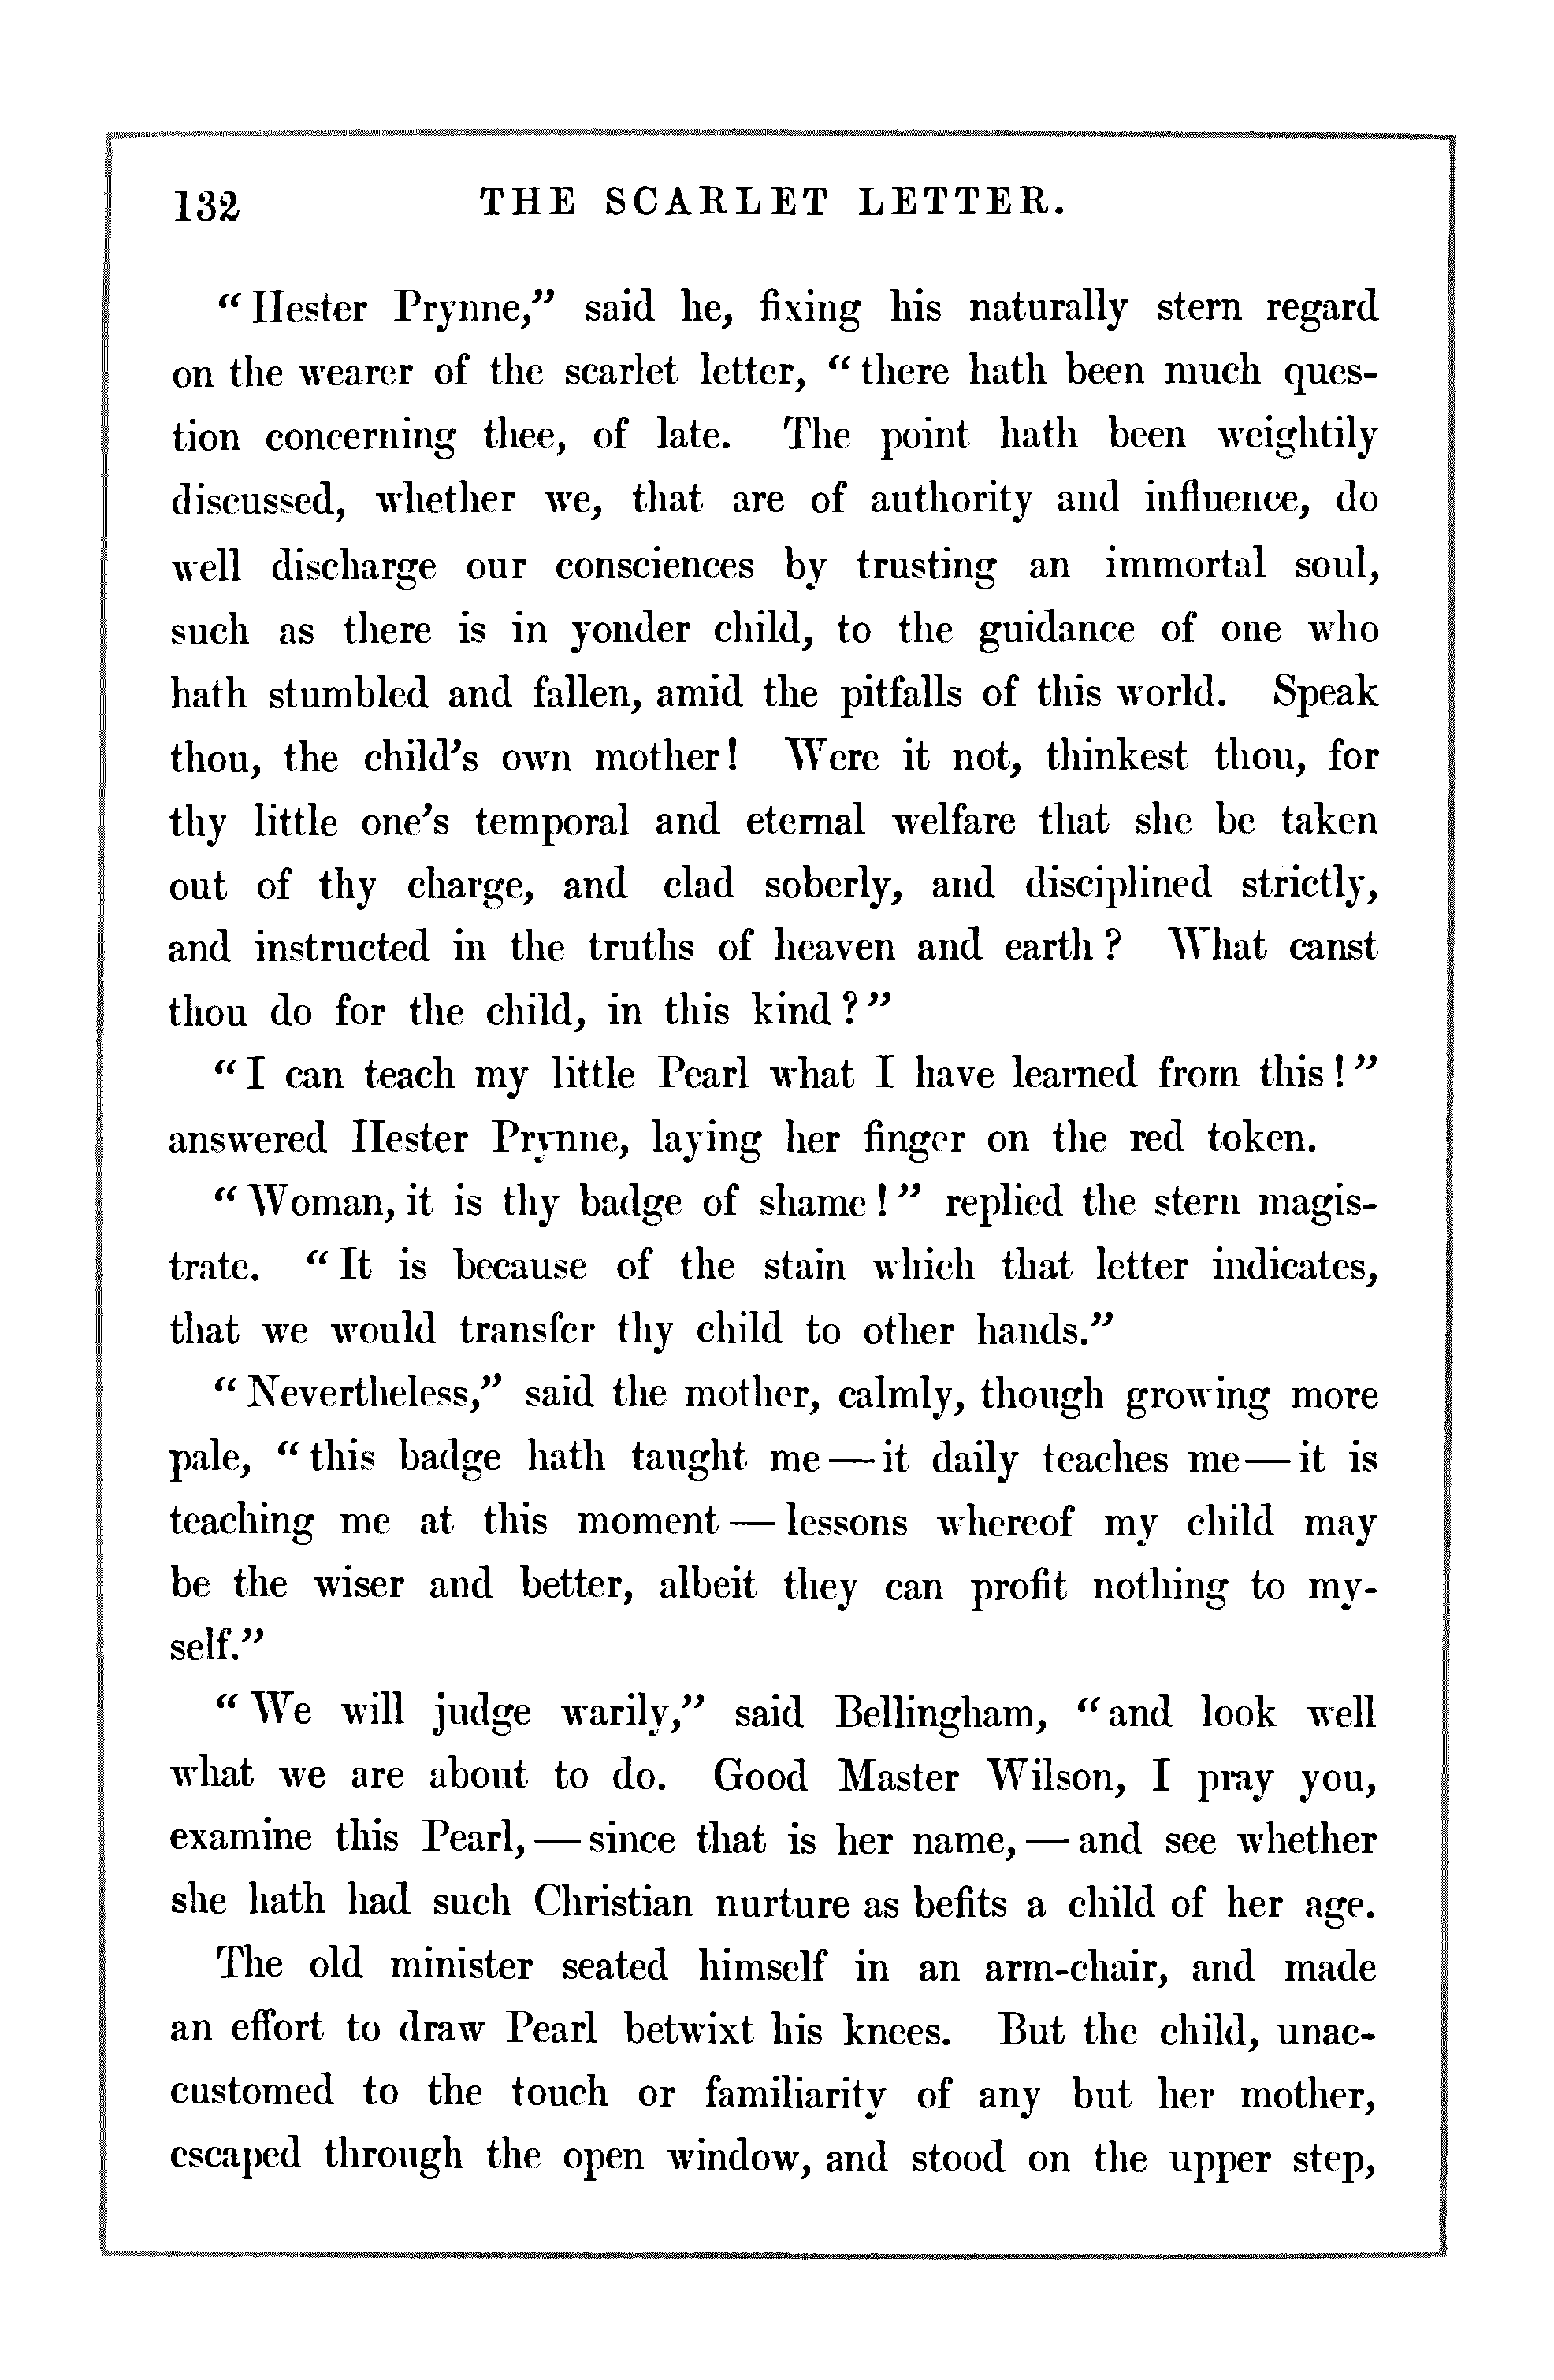 132 THE SCARLET LETTER.
“Hester Prynne,” said he, fixing his naturally stern regard
on the wearer of the scarlet letter, “there hath been much ques-
tion concerning thee, of late. The point hath been weightily
discussed, whether we, that are of authority and influence, do
well discharge our consciences by trusting an immortal soul,
such as there is in yonder child, to the guidance of one who
hath stumbled and fallen, amid the pitfalls of this world. Speak
thou, the child’s own mother! Were it not, thinkest thou, for
thy little one’s temporal and eternal welfare that she be taken
out of thy charge, and clad soberly, and disciplined strictly,
and instructed in the truths of heaven and earth? What canst
thou do for the child, in this kind?”
“I can teach my little Pearl what I have learned from this!”
answered Hester Prynne, laying her finger on the red token.
“Woman, it is thy badge of shame!” replied the stern magis-
trate. “It is because of the stain which that letter indicates,
that we would transfer thy child to other hands.”
“Nevertheless,” said the mother, calmly, though growing more
pale, “this badge hath taught me—it daily teaches me—it is
teaching me at this moment—lessons whereof my child may
be the wiser and better, albeit they can profit nothing to my-
self.”
“We will judge warily,” said Bellingham, “and look well
what we are about to do. Good Master Wilson, I pray you,
examine this Pearl,—since that is her name,—and see whether
she hath had such Christian nurture as befits a child of her age.
The old minister seated himself in an arm-chair, and made
an effort to draw Pearl betwixt his knees. But the child, unac-
customed to the touch or familiarity of any but her mother,
escaped through the open window, and stood on the upper step,